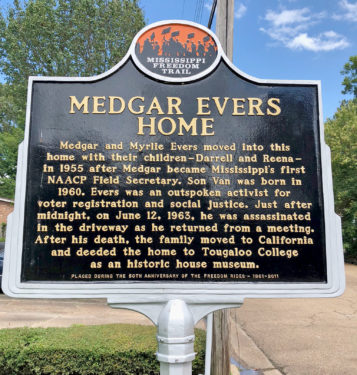 MISSISSIPPI
FREEDOM
TRAIL
MEDGAR EVERS
HOME
Medgar and Myrlie Evers moved into this
home with their children–Darrell and Reena–
in 1955 after Medgar became Mississippi's first
NAACP Field Secretary. Son Van was born in
1960. Evers was an outspoken activist for
voter registration and social justice. Just after
midnight, on June 12, 1963, he was assassinated
in the driveway as he returned from a meeting.
After his death, the family moved to California
and deeded the home to Tougaloo College
as an historic house museum.
PLACED DURING THE 50TH ANNIVERSARY OF THE FREEDOM RIDES – 1961-2011